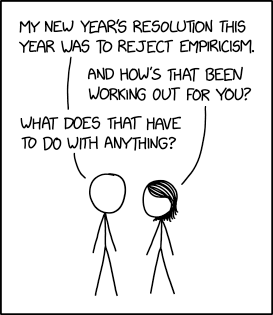 MY NEW YEAR'S RESOLUTION THIS
YEAR WAS TO REJECT EMPIRICISM.
AND HOW'S THAT BEEN
WORKING OUT FOR YOU?
WHAT DOES THAT HAVE
TO DO WITH ANYTHING?